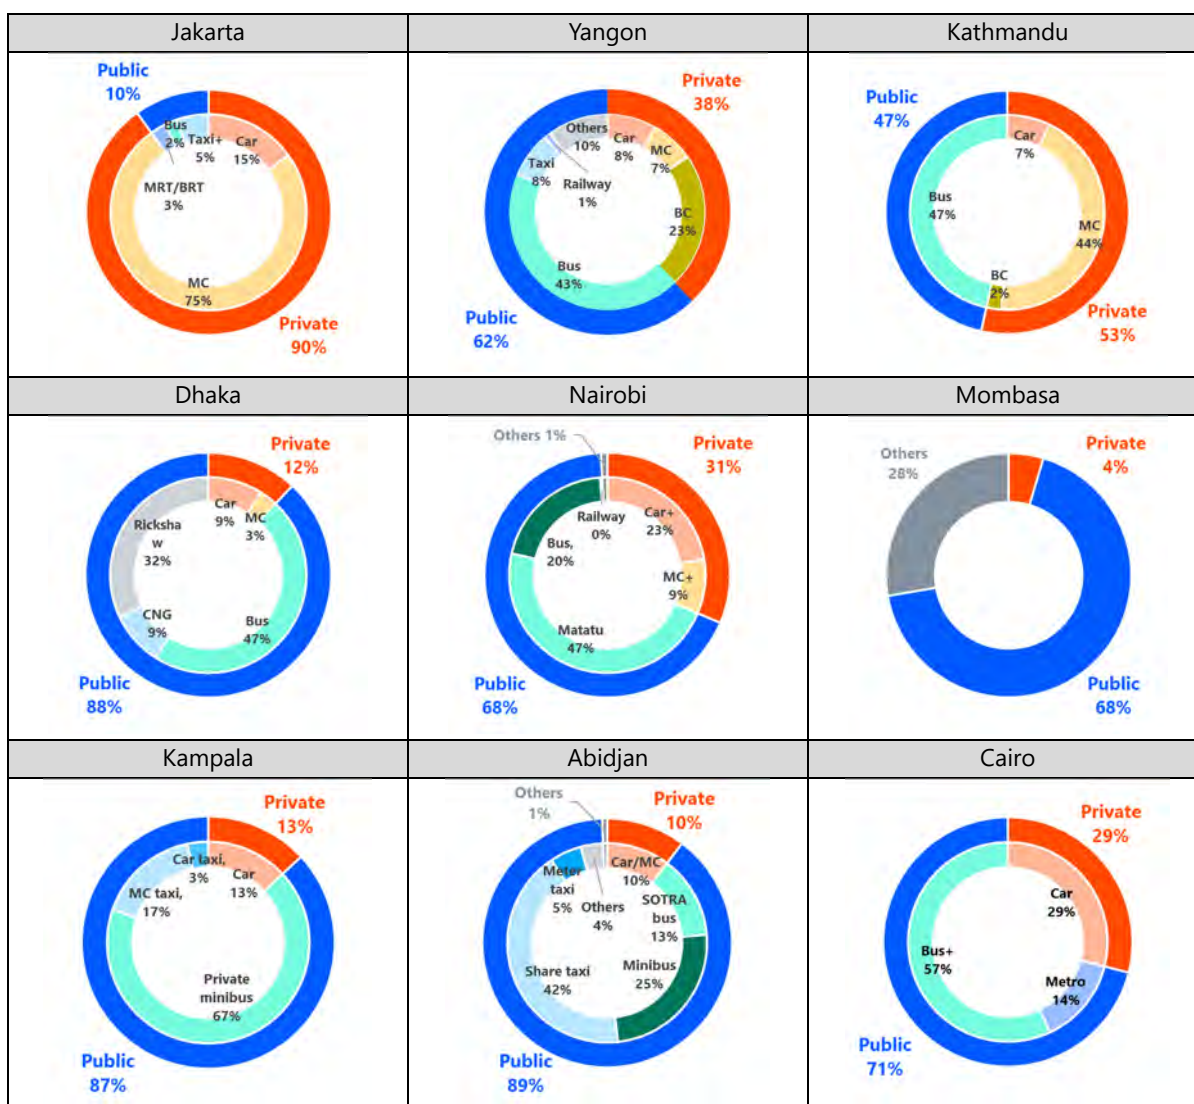 Jakarta
Public
10%
Bus
2%
Taxi+
5%
Car
15%
MRT/BRT
3%
MC
75%
Private
90%
Yangon
Private
38%
Others
10%
Car
8%
MC
7%
Taxi
8%
Railway
1%
BC
23%
Bus
43%
Public
62%
Kathmandu
Public
47%
Car
7%
Bus
47%
MC
44%
BC
2%
Private
53%
Dhaka
Private
12%
Car
9%
MC
3%
Ricksha
w
32%
CNG
9%
Bus
47%
Public
88%
Nairobi
Others 1%
Private
31%
Railway
0%
Car+
23%
Bus,
20%
MC+
9%
Matatu
47%
Public
68%
Mombasa
Others
28%
Private
4%
Public
68%
Kampala
Private
13%
Car taxi,
3%
Car
13%
MC taxi,
17%
Private
minibus
67%
Public
87%
Abidjan
Others
1%
Private
10%
Meter
taxi
5%
Car/MC
10%
Others
4%
SOTRA
bus
13%
Share taxi
42%
Minibus
25%
Public
89%
Cairo
Private
29%
Car
29%
Bus+
57%
Metro
14%
Public
71%